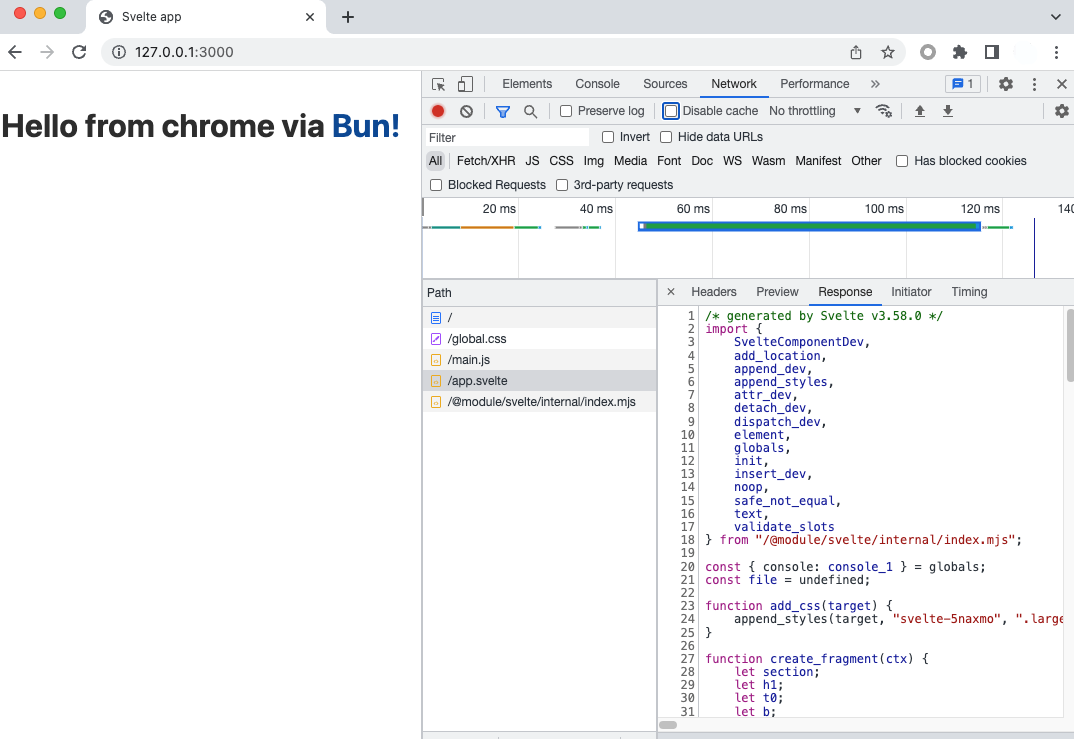 Svelte app
127.0.0.1:3000
Hello from chrome via Bun!
Elements Console Sources Network Performance 1
Preserve log Disable cache No throttling
Filter Invert Hide data URLs
All Fetch/XHR JS CSS Img Media Font Doc WS Wasm Manifest Other Has blocked cookies
Blocked Requests 3rd-party requests
20 ms 40 ms 60 ms 80 ms 100 ms 120 ms 140
Path
/
/global.css
/main.js
/app.svelte
/@module/svelte/internal/index.mjs
Headers Preview Response Initiator Timing
1 /* generated by Svelte v3.58.0 */
2 import {
3 SvelteComponentDev,
4 add_location,
5 append_dev,
6 append_styles,
7 attr_dev,
8 detach_dev,
9 dispatch_dev,
10 element,
11 globals,
12 init,
13 insert_dev,
14 noop,
15 safe_not_equal,
16 text,
17 validate_slots
18 } from "/@module/svelte/internal/index.mjs";
19
20 const { console: console_1 } = globals;
21 const file = undefined;
22
23 function add_css(target) {
24 append_styles(target, "svelte-5naxmo", ".large
25 }
26
27 function create_fragment(ctx) {
28 let section;
29 let h1;
30 let t0;
31 let b;